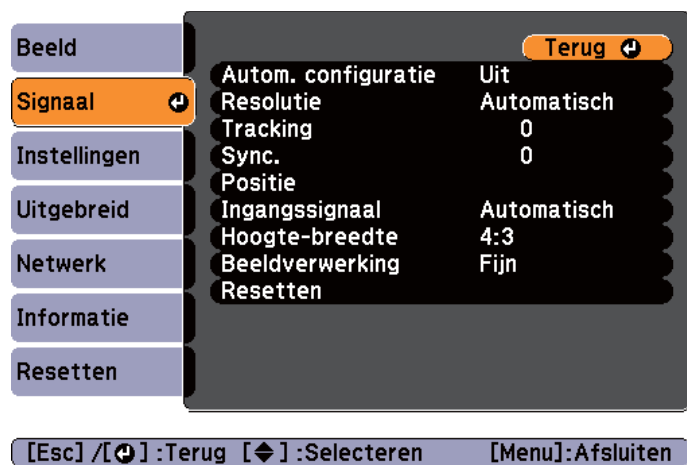 Beeld
Signaal
Instellingen
Uitgebreid
Netwerk
Informatie
Resetten
Terug
Autom. configuratie Uit
Resolutie Automatisch
Tracking 0
Sync. 0
Positie
Ingangssignaal Automatisch
Hoogte-breedte 4:3
Beeldverwerking Fijn
Resetten
[Esc] /[⏎] :Terug [◆] :Selecteren [Menu]:Afsluiten